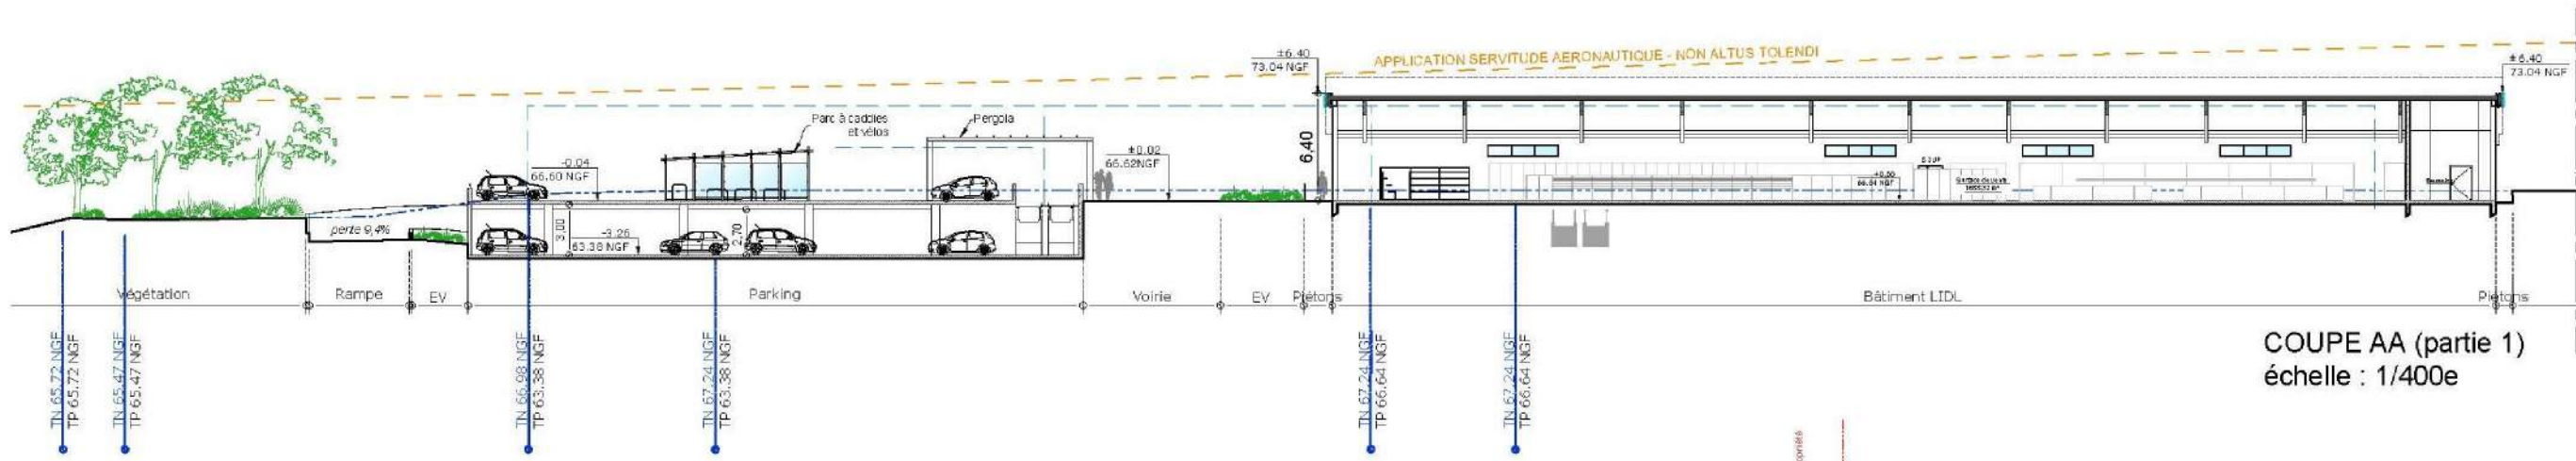 ±6.40
73.04 NGF
APPLICATION SERVITUDE AERONAUTIQUE - NON ALTUS TOLENDI
±6.40
73.04 NGF
Parc à caddies
et vélos
Pergola
6,40
-0.04
66.60 NGF
±0.02
66.62NGF
±0.00
66.64 NGF
pente 9,4%
3,00
-3.26
63.38 NGF
2,70
Végétation
Rampe
EV
Parking
Voirie
EV
Piétons
Bâtiment LIDL
Piétons
TN 65.72 NGF
TP 65.72 NGF
TN 65.47 NGF
TP 65.47 NGF
TN 66.98 NGF
TP 63.38 NGF
TN 67.24 NGF
TP 63.38 NGF
TN 67.24 NGF
TP 66.64 NGF
TN 67.24 NGF
TP 66.64 NGF
COUPE AA (partie 1)
échelle : 1/400e